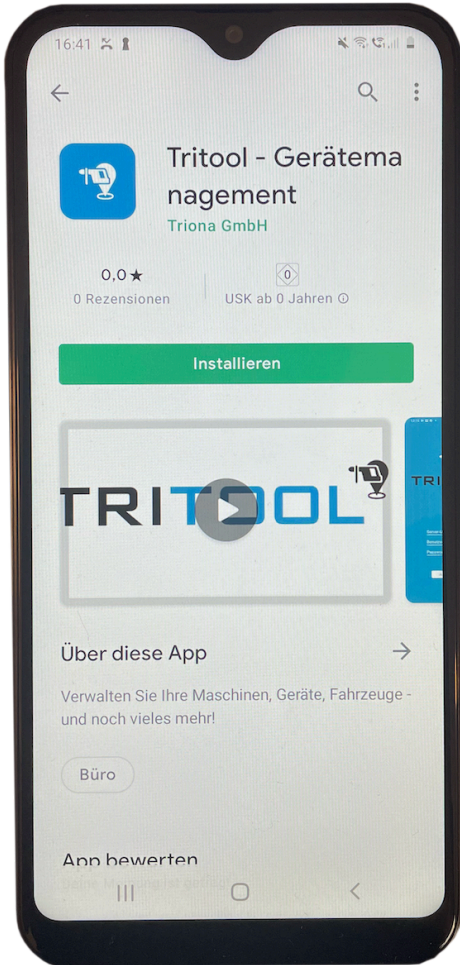 16:41
Tritool - Gerätema
nagement
Triona GmbH
0,0★
0 Rezensionen
0
USK ab 0 Jahren
Installieren
TRITOOL
TRI
Über diese App
Verwalten Sie Ihre Maschinen, Geräte, Fahrzeuge -
und noch vieles mehr!
Büro
App bewerten